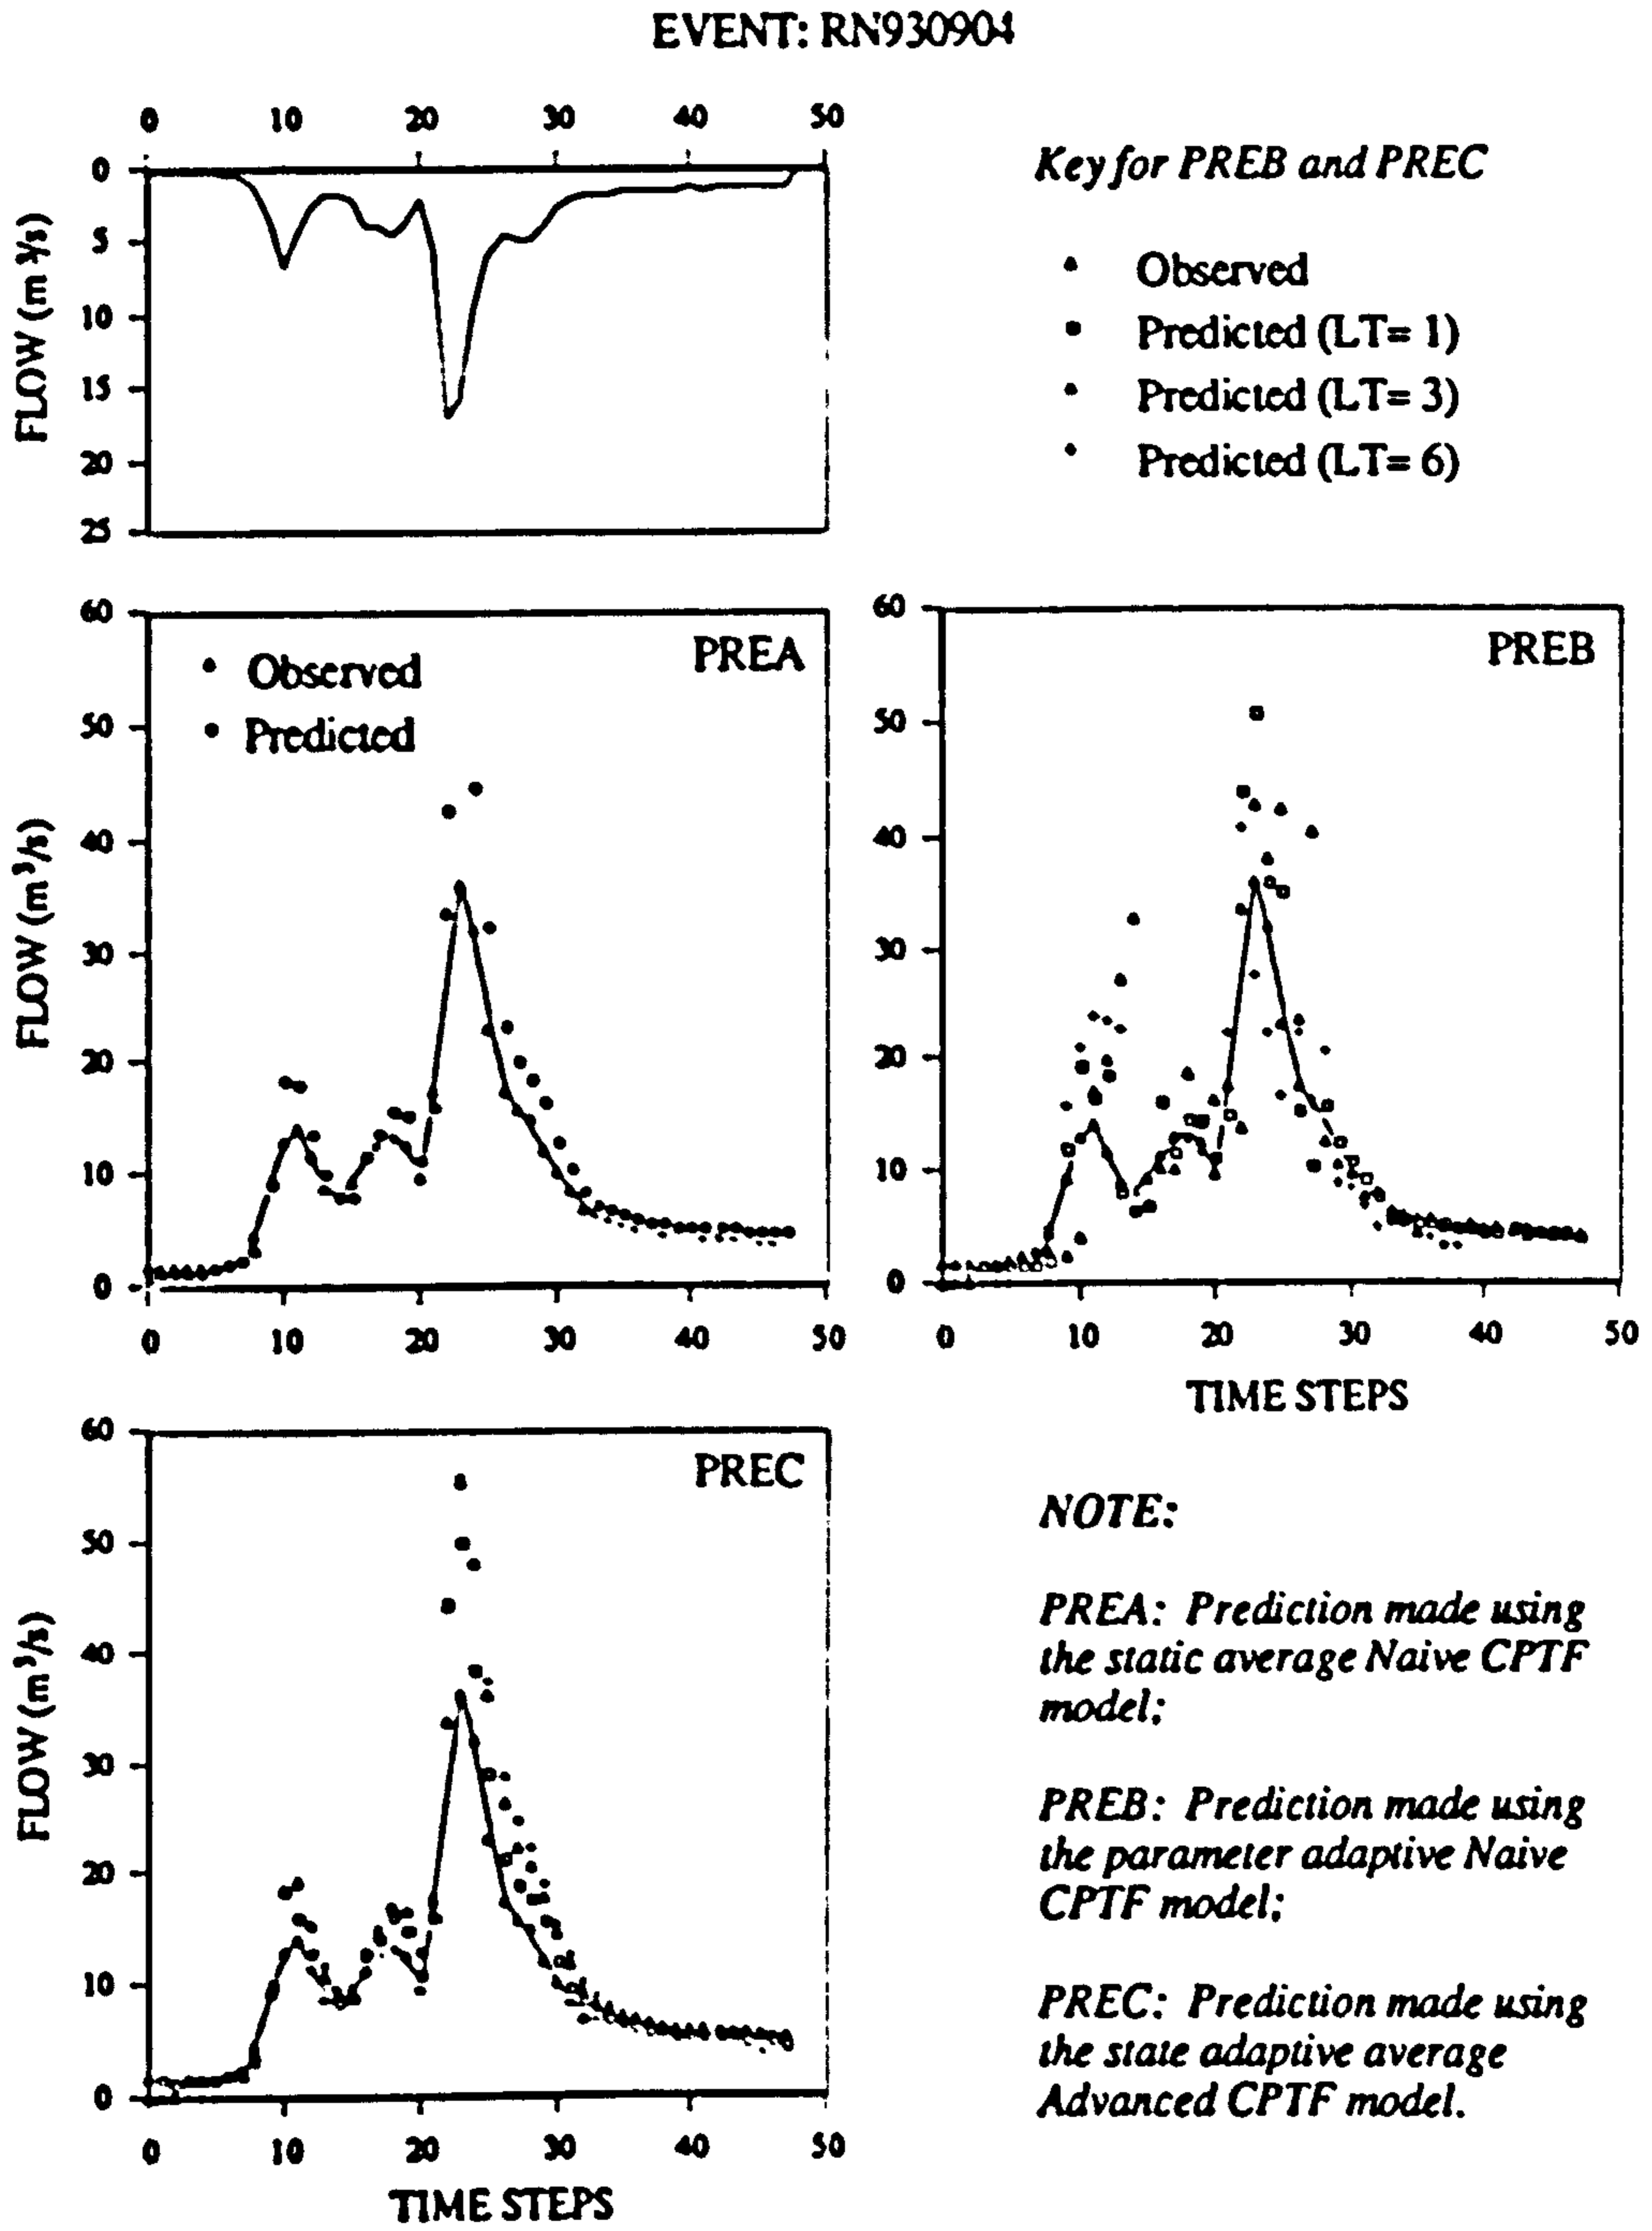 EVENT: RN930904
0 10 20 30 40 50
FLOW (m³/s)
0
5
10
15
20
25
Key for PREB and PREC
Observed
Predicted (LT= 1)
Predicted (LT= 3)
Predicted (LT= 6)
FLOW (m³/s)
60
50
40
30
20
10
0
PREA
Observed
Predicted
0 10 20 30 40 50
60
50
40
30
20
10
0
PREB
0 10 20 30 40 50
TIME STEPS
FLOW (m³/s)
60
50
40
30
20
10
0
PREC
0 10 20 30 40 50
TIME STEPS
NOTE:
PREA: Prediction made using
the static average Naive CPTF
model;
PREB: Prediction made using
the parameter adaptive Naive
CPTF model;
PREC: Prediction made using
the state adaptive average
Advanced CPTF model.